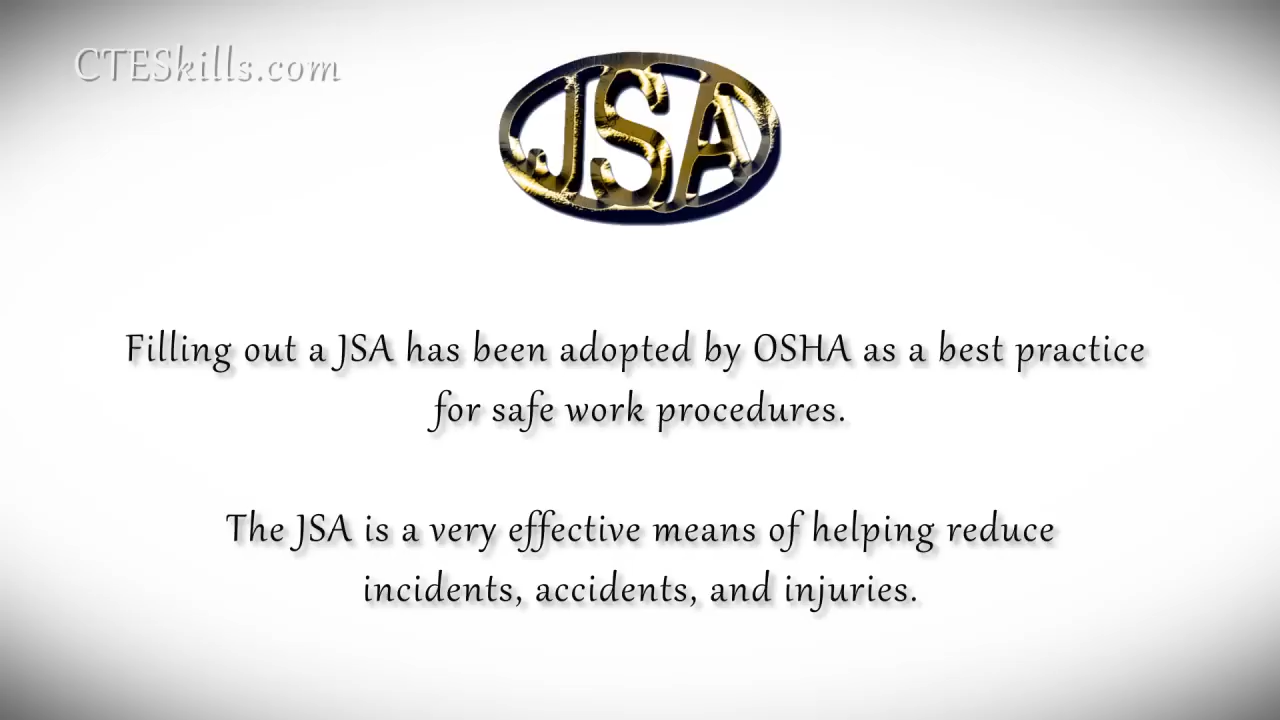 CTESkills.com
JSA
Filling out a JSA has been adopted by OSHA as a best practice
for safe work procedures.
The JSA is a very effective means of helping reduce
incidents, accidents, and injuries.